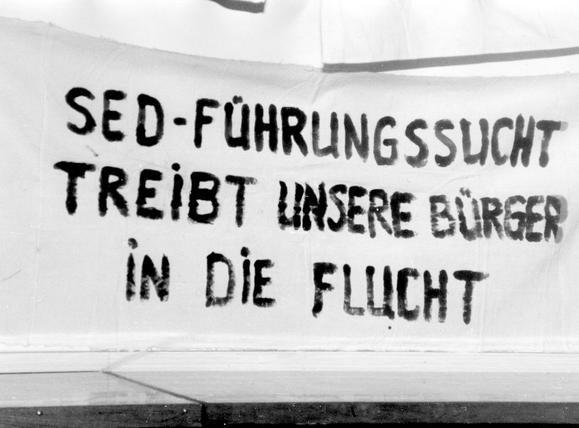 SED-FÜHRUNGSSUCHT
TREIBT UNSERE BÜRGER
IN DIE FLUCHT